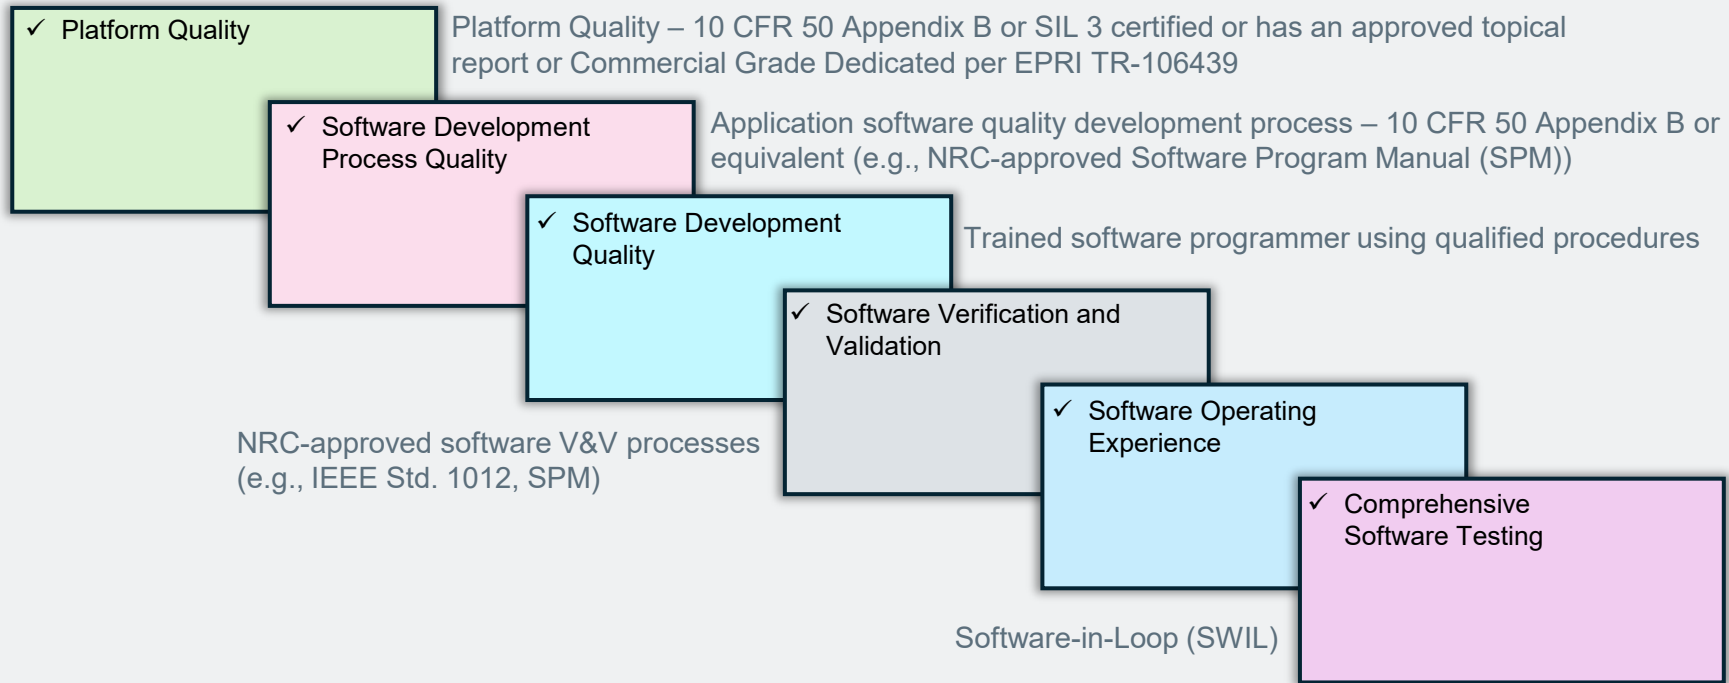 ✓ Platform Quality
Platform Quality – 10 CFR 50 Appendix B or SIL 3 certified or has an approved topical
report or Commercial Grade Dedicated per EPRI TR-106439
✓ Software Development
Process Quality
Application software quality development process – 10 CFR 50 Appendix B or
equivalent (e.g., NRC-approved Software Program Manual (SPM))
✓ Software Development
Quality
Trained software programmer using qualified procedures
✓ Software Verification and
Validation
NRC-approved software V&V processes
(e.g., IEEE Std. 1012, SPM)
✓ Software Operating
Experience
✓ Comprehensive
Software Testing
Software-in-Loop (SWIL)